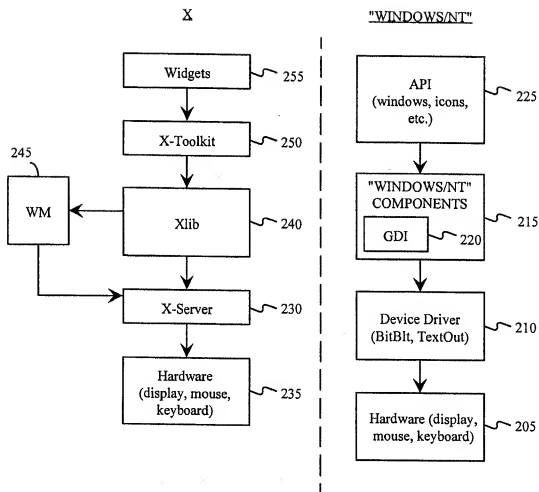 X
Widgets
255
X-Toolkit
250
245
WM
Xlib
240
X-Server
230
Hardware
(display, mouse,
keyboard)
235
"WINDOWS/NT"
API
(windows, icons,
etc.)
225
"WINDOWS/NT"
COMPONENTS
GDI
220
215
Device Driver
(BitBlt, TextOut)
210
Hardware (display,
mouse, keyboard)
205